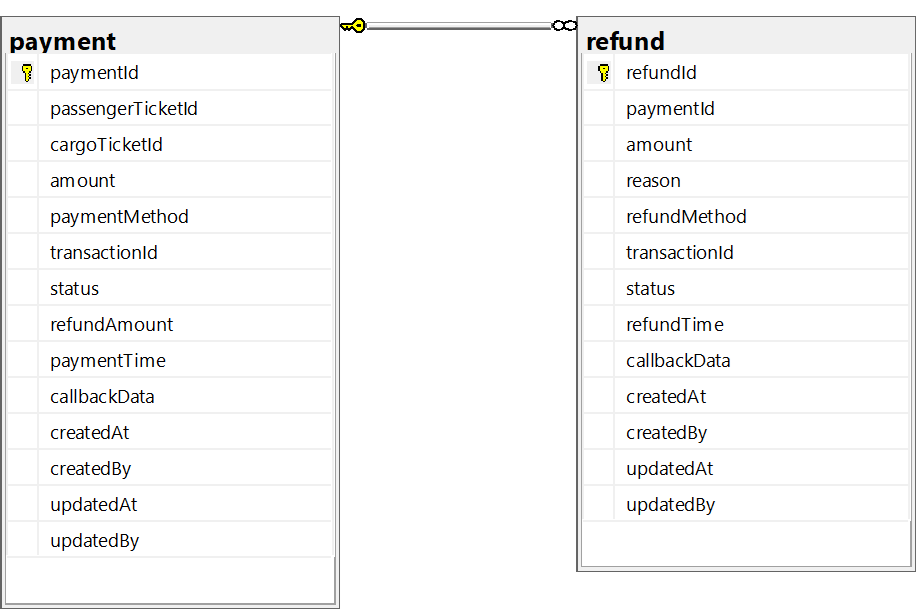 payment
paymentId
passengerTicketId
cargoTicketId
amount
paymentMethod
transactionId
status
refundAmount
paymentTime
callbackData
createdAt
createdBy
updatedAt
updatedBy
refund
refundId
paymentId
amount
reason
refundMethod
transactionId
status
refundTime
callbackData
createdAt
createdBy
updatedAt
updatedBy